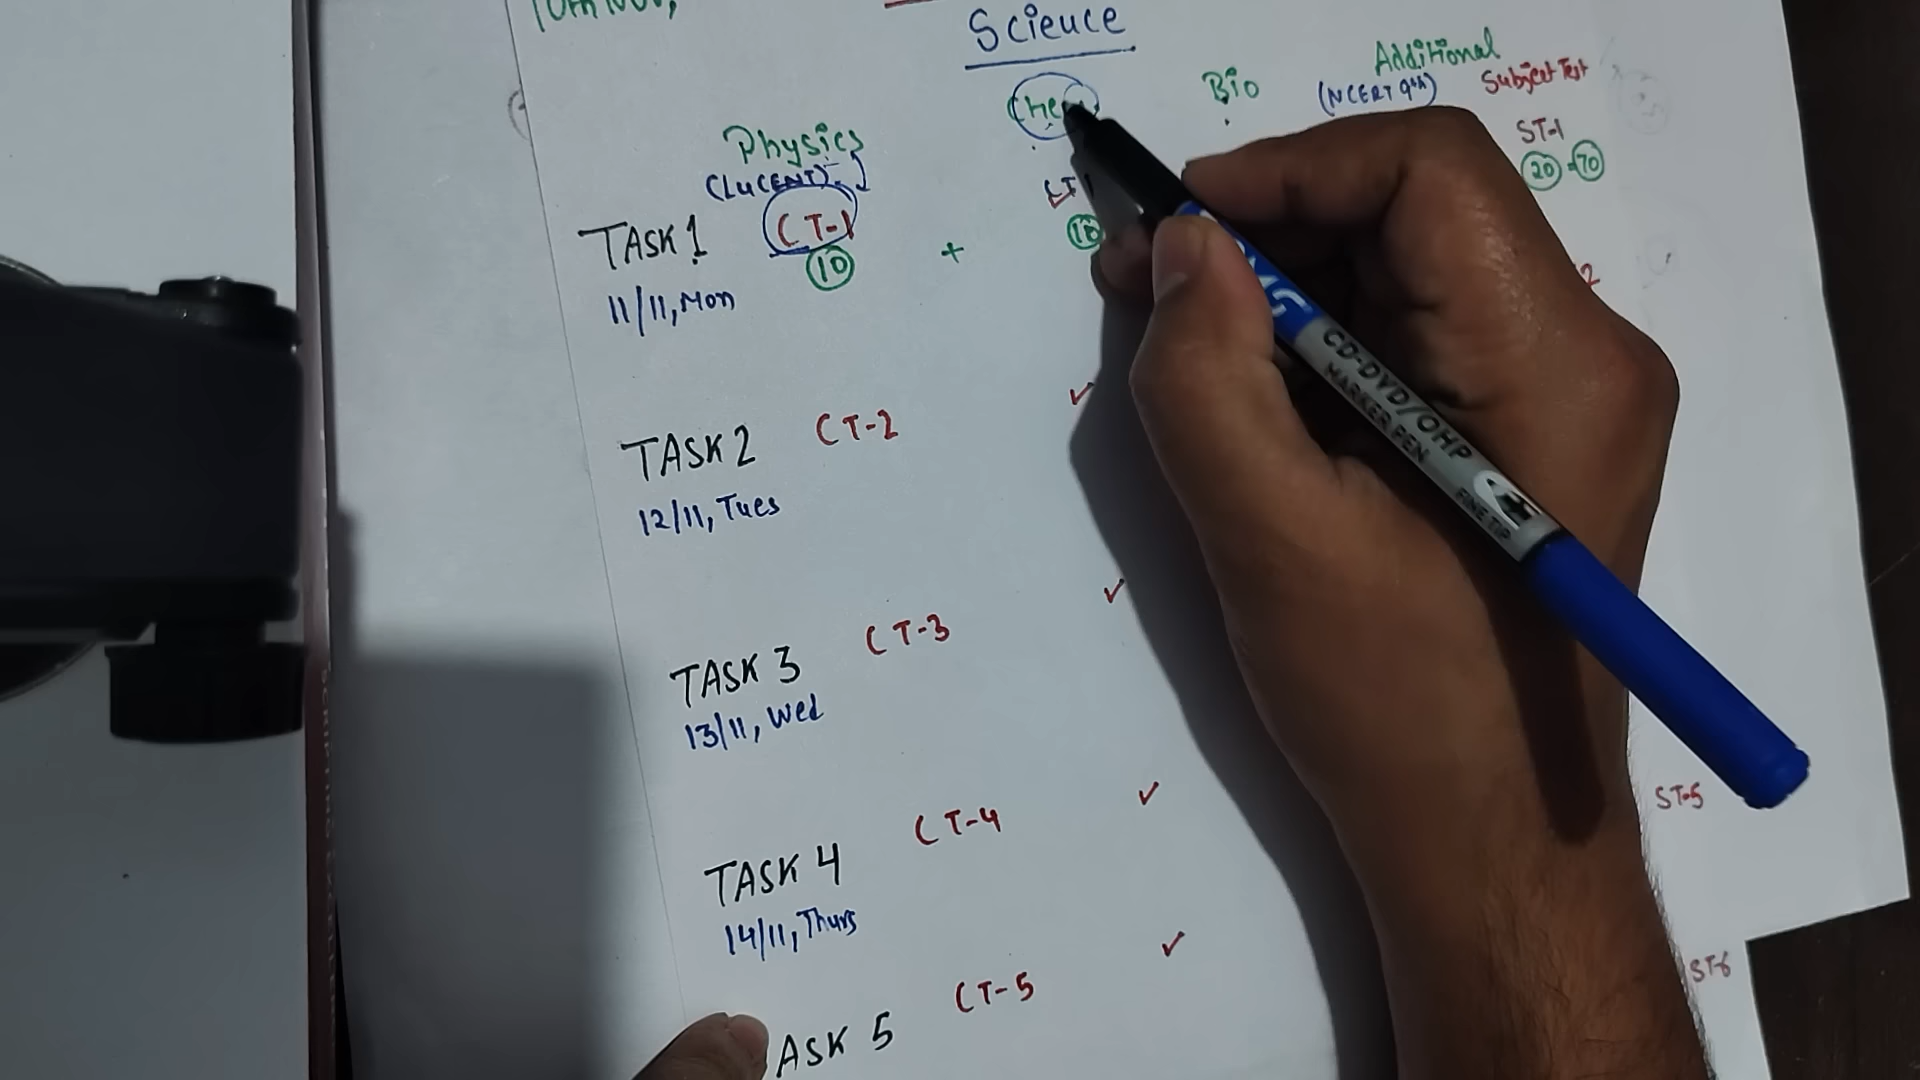 Science
Additional
Chem Bio (NCERT 9th) Subject Test
Physics
(LUCENT)
ST-1
20 70
TASK 1 CT-1 CT1
10 + 10
11/11, Mon
2
TASK 2 CT-2 ✓
12/11, Tues
TASK 3 CT-3 ✓
13/11, Wed
TASK 4 CT-4 ✓
14/11, Thurs
ST-5
ASK 5 CT-5 ✓
ST-6
CD-DVD/OHP
MARKER PEN
FINE TIP